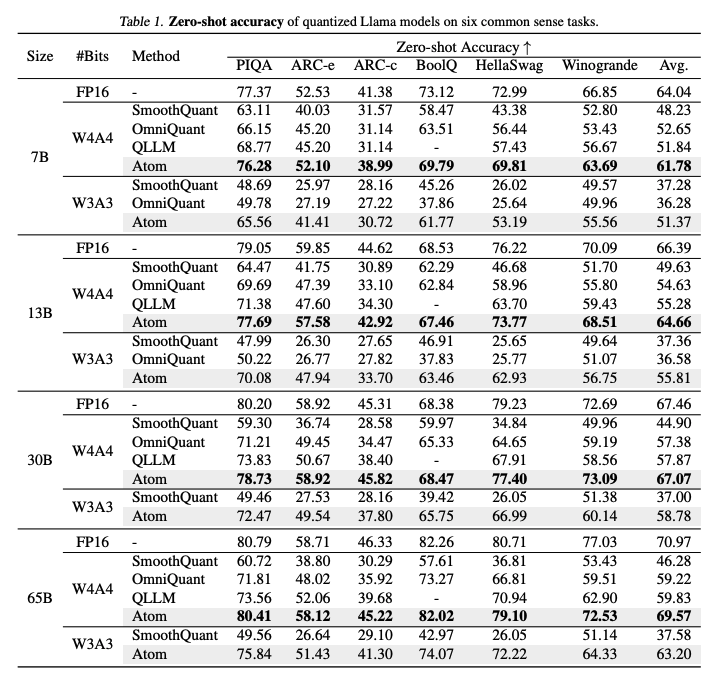 Table 1. Zero-shot accuracy of quantized Llama models on six common sense tasks.
Size #Bits Method Zero-shot Accuracy ↑
PIQA ARC-e ARC-c BoolQ HellaSwag Winogrande Avg.
7B
FP16 - 77.37 52.53 41.38 73.12 72.99 66.85 64.04
W4A4
SmoothQuant 63.11 40.03 31.57 58.47 43.38 52.80 48.23
OmniQuant 66.15 45.20 31.14 63.51 56.44 53.43 52.65
QLLM 68.77 45.20 31.14 - 57.43 56.67 51.84
Atom 76.28 52.10 38.99 69.79 69.81 63.69 61.78
W3A3
SmoothQuant 48.69 25.97 28.16 45.26 26.02 49.57 37.28
OmniQuant 49.78 27.19 27.22 37.86 25.64 49.96 36.28
Atom 65.56 41.41 30.72 61.77 53.19 55.56 51.37
13B
FP16 - 79.05 59.85 44.62 68.53 76.22 70.09 66.39
W4A4
SmoothQuant 64.47 41.75 30.89 62.29 46.68 51.70 49.63
OmniQuant 69.69 47.39 33.10 62.84 58.96 55.80 54.63
QLLM 71.38 47.60 34.30 - 63.70 59.43 55.28
Atom 77.69 57.58 42.92 67.46 73.77 68.51 64.66
W3A3
SmoothQuant 47.99 26.30 27.65 46.91 25.65 49.64 37.36
OmniQuant 50.22 26.77 27.82 37.83 25.77 51.07 36.58
Atom 70.08 47.94 33.70 63.46 62.93 56.75 55.81
30B
FP16 - 80.20 58.92 45.31 68.38 79.23 72.69 67.46
W4A4
SmoothQuant 59.30 36.74 28.58 59.97 34.84 49.96 44.90
OmniQuant 71.21 49.45 34.47 65.33 64.65 59.19 57.38
QLLM 73.83 50.67 38.40 - 67.91 58.56 57.87
Atom 78.73 58.92 45.82 68.47 77.40 73.09 67.07
W3A3
SmoothQuant 49.46 27.53 28.16 39.42 26.05 51.38 37.00
Atom 72.47 49.54 37.80 65.75 66.99 60.14 58.78
65B
FP16 - 80.79 58.71 46.33 82.26 80.71 77.03 70.97
W4A4
SmoothQuant 60.72 38.80 30.29 57.61 36.81 53.43 46.28
OmniQuant 71.81 48.02 35.92 73.27 66.81 59.51 59.22
QLLM 73.56 52.06 39.68 - 70.94 62.90 59.83
Atom 80.41 58.12 45.22 82.02 79.10 72.53 69.57
W3A3
SmoothQuant 49.56 26.64 29.10 42.97 26.05 51.14 37.58
Atom 75.84 51.43 41.30 74.07 72.22 64.33 63.20